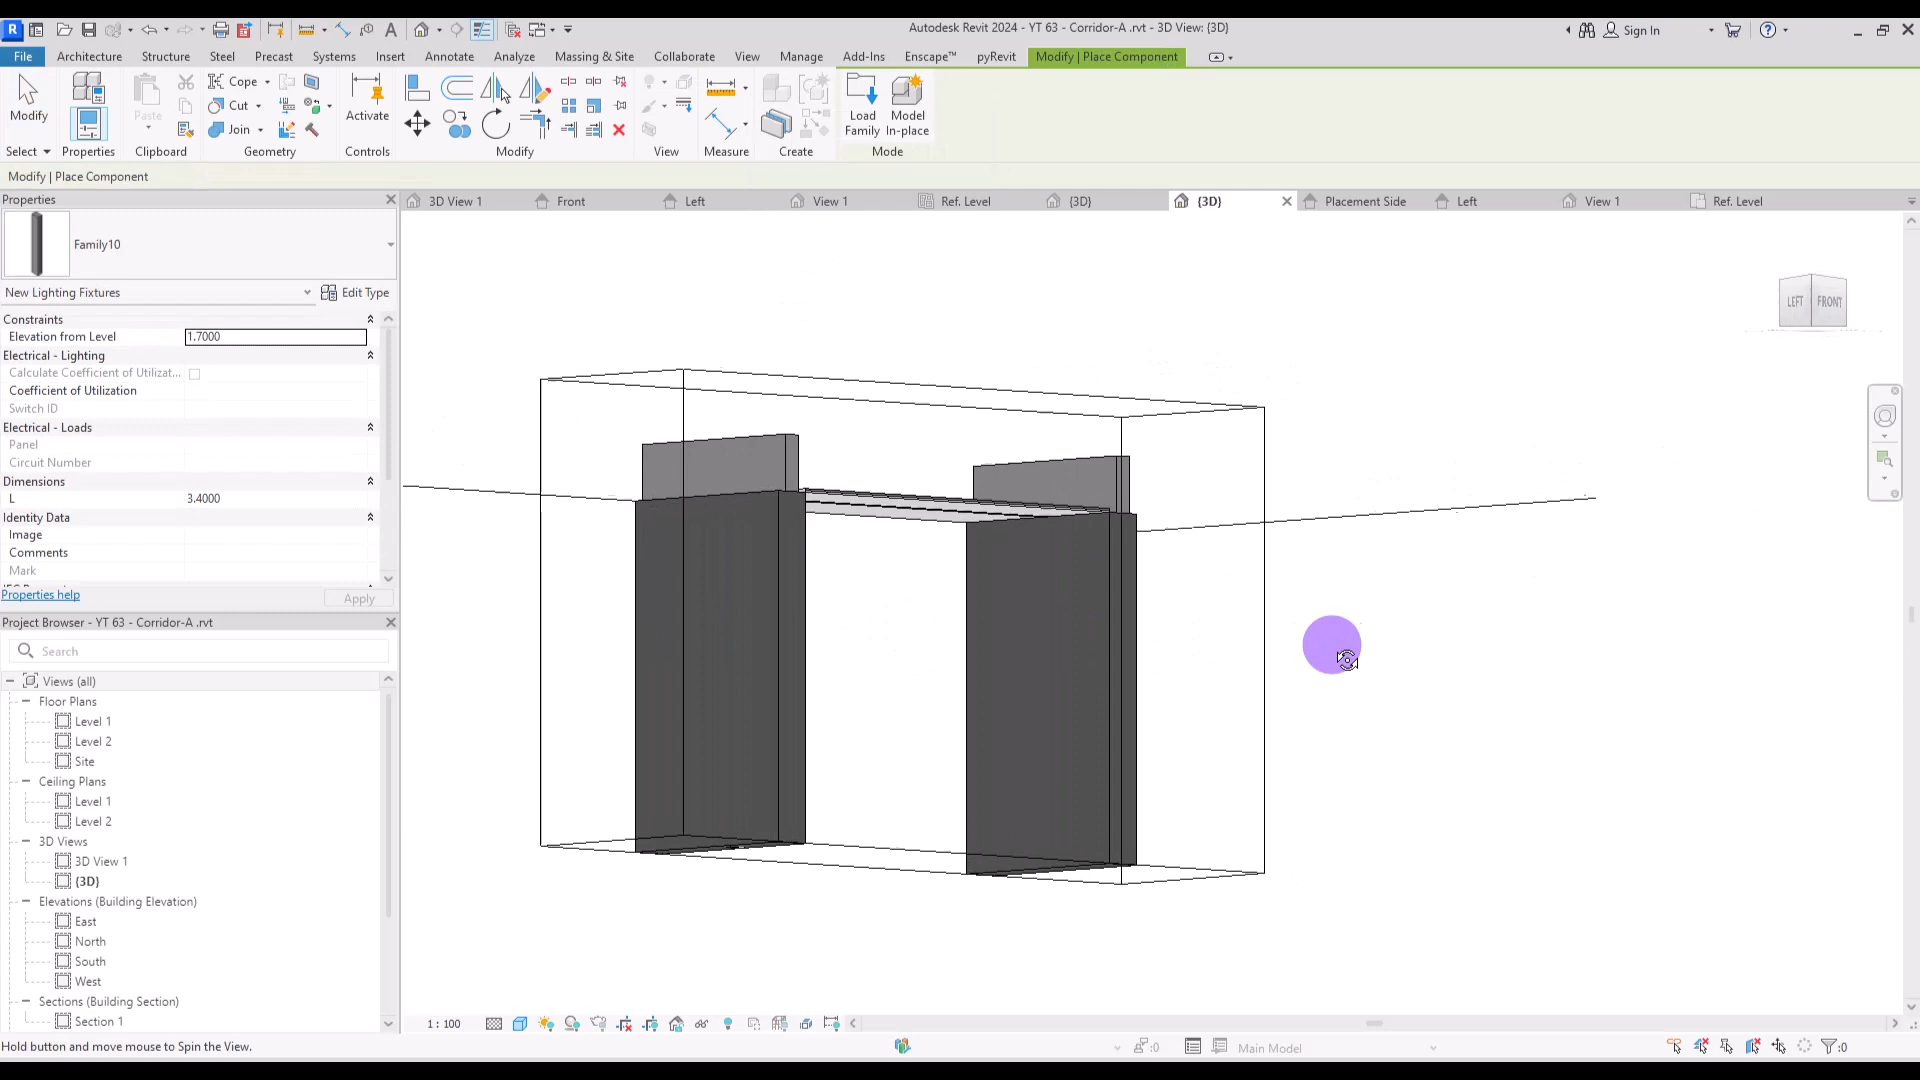 Autodesk Revit 2024 - YT 63 - Corridor-A .rvt - 3D View: {3D}
Sign In
File Architecture Structure Steel Precast Systems Insert Annotate Analyze Massing & Site Collaborate View Manage Add-Ins Enscape™ pyRevit Modify | Place Component
Modify Paste Cope Cut Join Activate Load Family Model In-place
Select Properties Clipboard Geometry Controls Modify View Measure Create Mode
Modify | Place Component
Properties
3D View 1 Front Left View 1 Ref. Level {3D} {3D} Placement Side Left View 1 Ref. Level
Family10
New Lighting Fixtures Edit Type
Constraints
Elevation from Level 1.7000
Electrical - Lighting
Calculate Coefficient of Utilizat...
Coefficient of Utilization
Switch ID
Electrical - Loads
Panel
Circuit Number
Dimensions
L 3.4000
Identity Data
Image
Comments
Mark
Properties help Apply
LEFT FRONT
Project Browser - YT 63 - Corridor-A .rvt
Search
Views (all)
Floor Plans
Level 1
Level 2
Site
Ceiling Plans
Level 1
Level 2
3D Views
3D View 1
{3D}
Elevations (Building Elevation)
East
North
South
West
Sections (Building Section)
Section 1
1 : 100
Hold button and move mouse to Spin the View.
:0
Main Model
:0